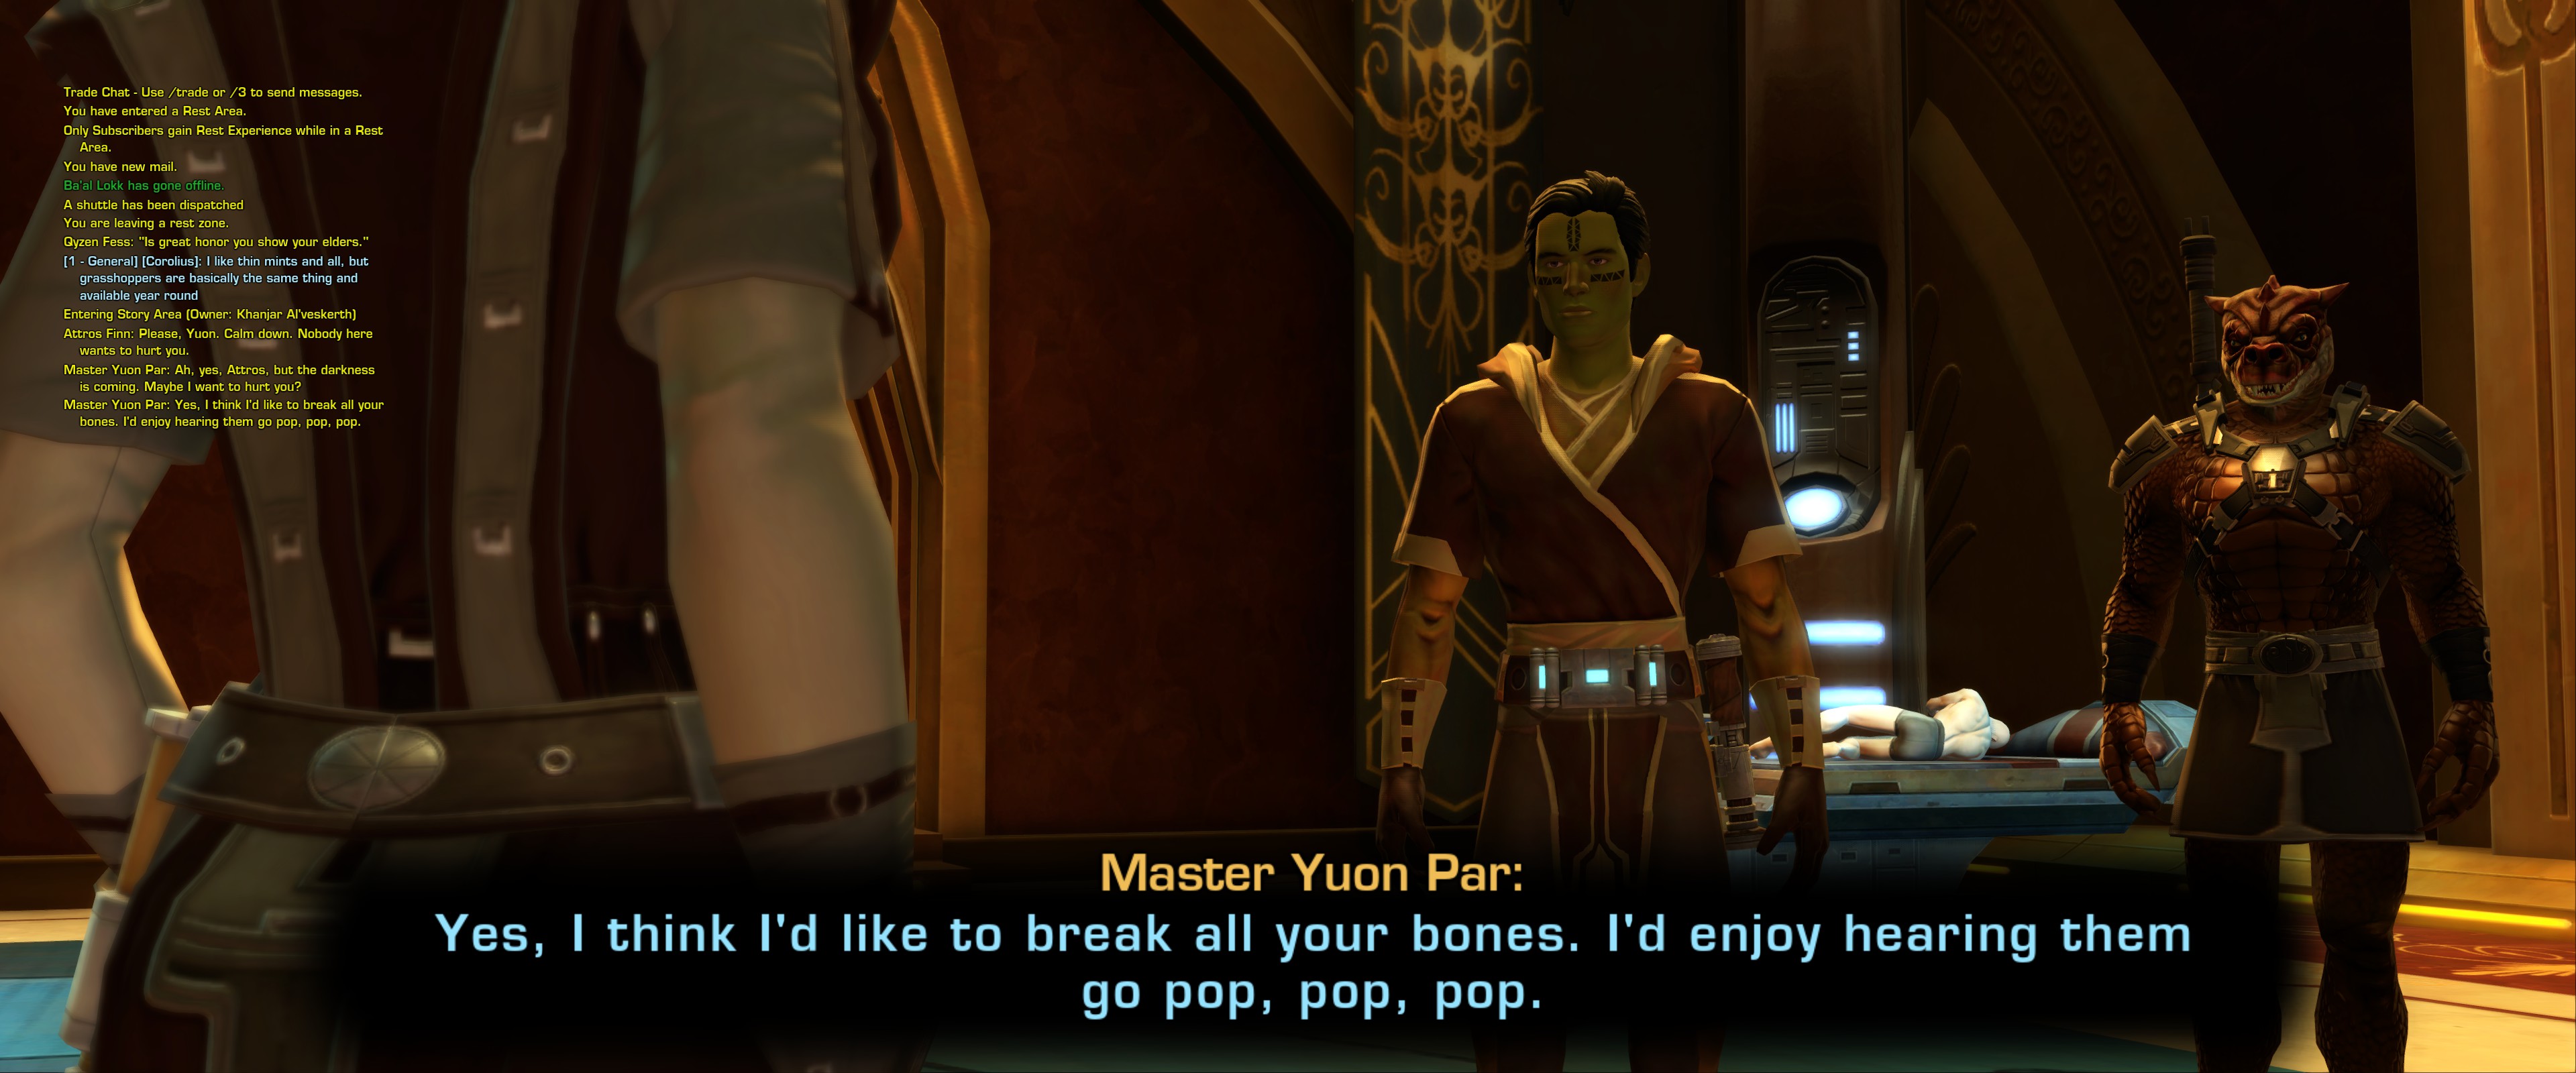 Trade Chat - Use /trade or /3 to send messages.
You have entered a Rest Area.
Only Subscribers gain Rest Experience while in a Rest
Area.
You have new mail.
Ba'al Lokk has gone offline.
A shuttle has been dispatched
You are leaving a rest zone.
Qyzen Fess: "Is great honor you show your elders."
[1 - General] [Corolius]: I like thin mints and all, but
grasshoppers are basically the same thing and
available year round
Entering Story Area (Owner: Khanjar Al'veskerth)
Attros Finn: Please, Yuon. Calm down. Nobody here
wants to hurt you.
Master Yuon Par: Ah, yes, Attros, but the darkness
is coming. Maybe I want to hurt you?
Master Yuon Par: Yes, I think I'd like to break all your
bones. I'd enjoy hearing them go pop, pop, pop.
Master Yuon Par:
Yes, I think I'd like to break all your bones. I'd enjoy hearing them
go pop, pop, pop.